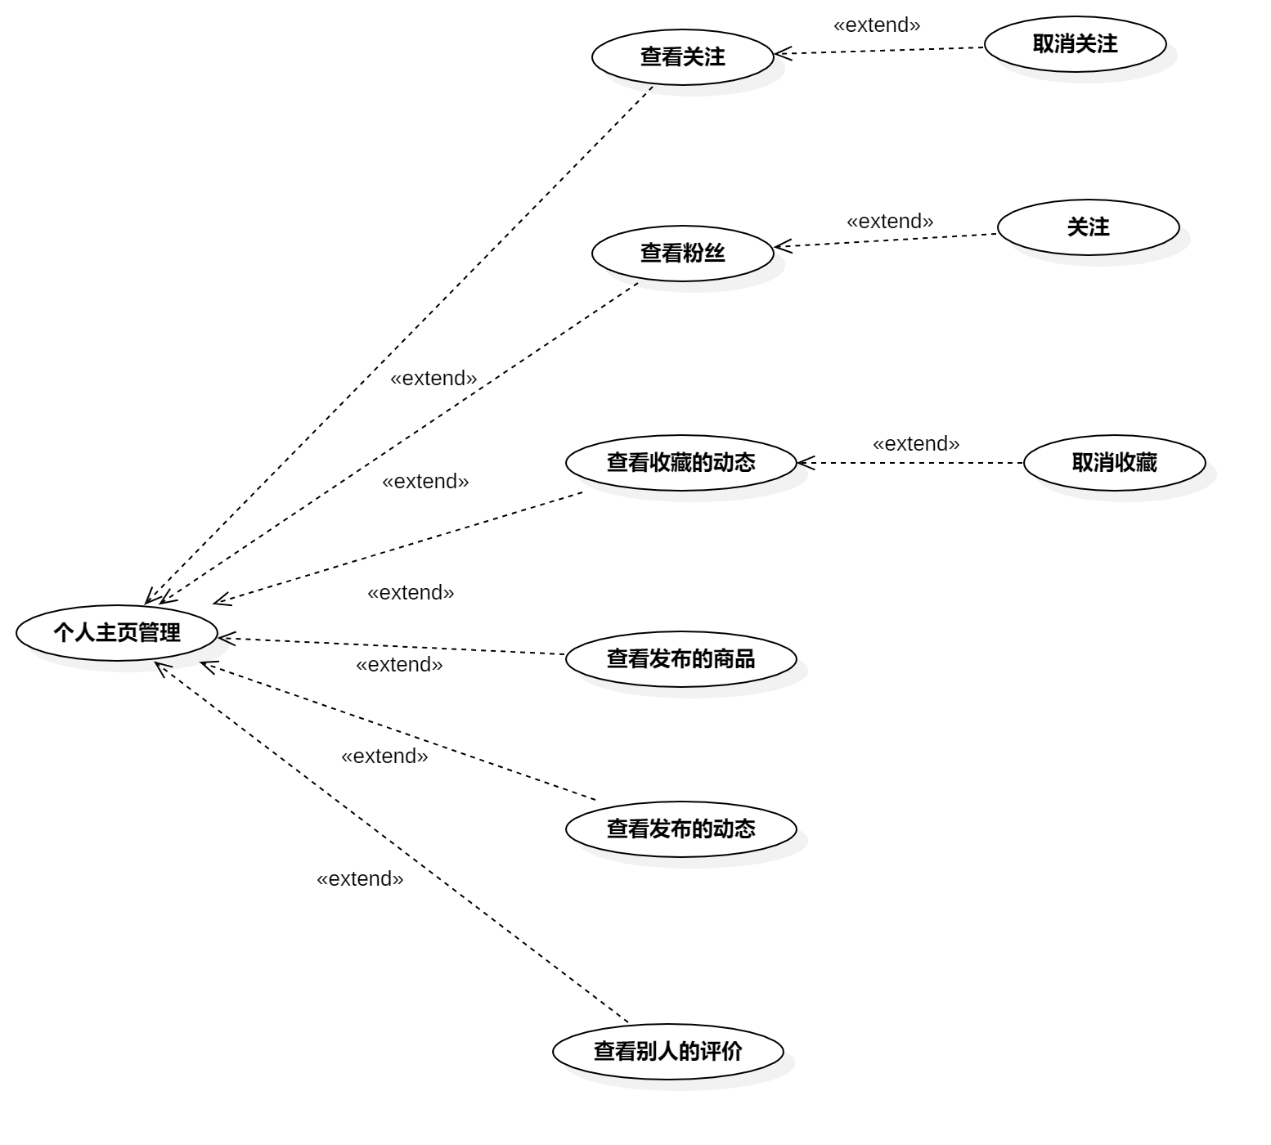 «extend»
查看关注
取消关注
«extend»
查看粉丝
关注
«extend»
«extend»
查看收藏的动态
«extend»
取消收藏
«extend»
个人主页管理
«extend»
查看发布的商品
«extend»
查看发布的动态
«extend»
查看别人的评价